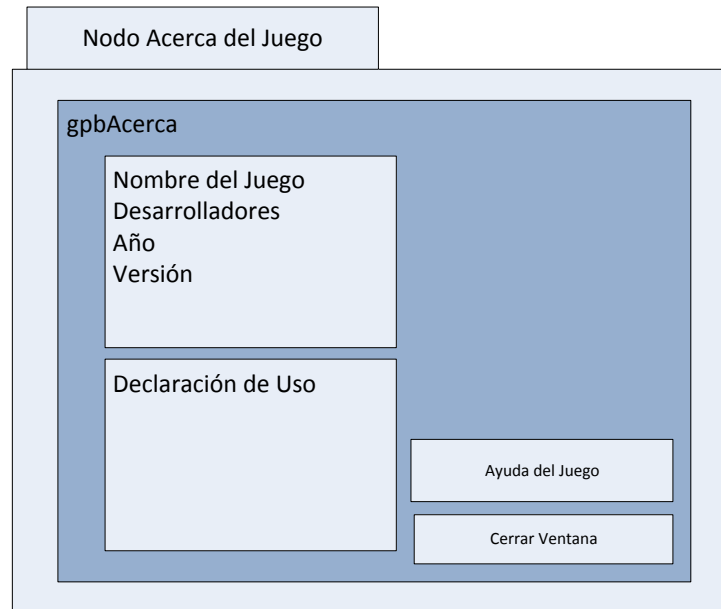 Nodo Acerca del Juego
gpbAcerca
Nombre del Juego
Desarrolladores
Año
Versión
Declaración de Uso
Ayuda del Juego
Cerrar Ventana